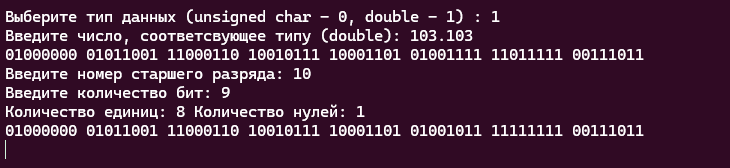 Выберите тип данных (unsigned char - 0, double - 1) : 1
Введите число, соответсвующее типу (double): 103.103
01000000 01011001 11000110 10010111 10001101 01001111 11011111 00111011
Введите номер старшего разряда: 10
Введите количество бит: 9
Количество единиц: 8 Количество нулей: 1
01000000 01011001 11000110 10010111 10001101 01001011 11111111 00111011